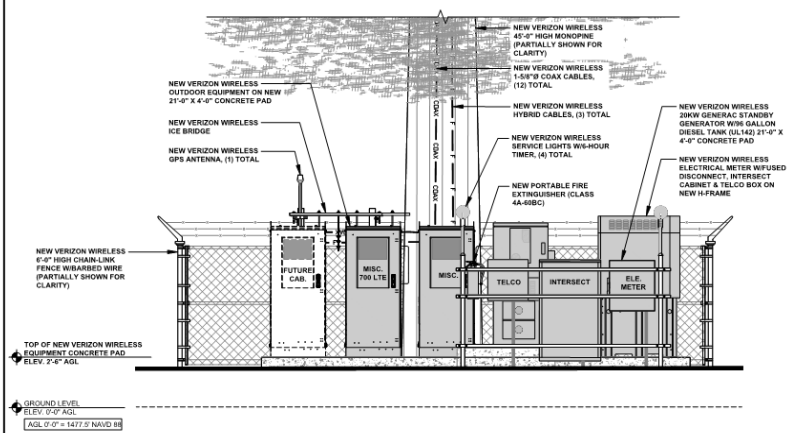 NEW VERIZON WIRELESS
45'-0" HIGH MONOPINE
(PARTIALLY SHOWN FOR
CLARITY)
NEW VERIZON WIRELESS
1-5/8"Ø COAX CABLES,
(12) TOTAL
NEW VERIZON WIRELESS
OUTDOOR EQUIPMENT ON NEW
21'-0" X 4'-0" CONCRETE PAD
NEW VERIZON WIRELESS
HYBRID CABLES, (3) TOTAL
NEW VERIZON WIRELESS
20KW GENERAC STANDBY
GENERATOR W/96 GALLON
DIESEL TANK (UL142) 21'-0" X
4'-0" CONCRETE PAD
NEW VERIZON WIRELESS
ICE BRIDGE
NEW VERIZON WIRELESS
SERVICE LIGHTS W/6-HOUR
TIMER, (4) TOTAL
NEW VERIZON WIRELESS
GPS ANTENNA, (1) TOTAL
NEW VERIZON WIRELESS
ELECTRICAL METER W/FUSED
DISCONNECT, INTERSECT
CABINET & TELCO BOX ON
NEW H-FRAME
NEW PORTABLE FIRE
EXTINGUISHER (CLASS
4A-60BC)
COAX
COAX
COAX
NEW VERIZON WIRELESS
6'-0" HIGH CHAIN-LINK
FENCE W/BARBED WIRE
(PARTIALLY SHOWN FOR
CLARITY)
FUTURE
CAB.
MISC.
700 LTE
MISC.
TELCO
INTERSECT
ELE.
METER
TOP OF NEW VERIZON WIRELESS
EQUIPMENT CONCRETE PAD
ELEV. 2'-6" AGL
GROUND LEVEL
ELEV. 0'-0" AGL
AGL 0'-0" = 1477.5' NAVD 88